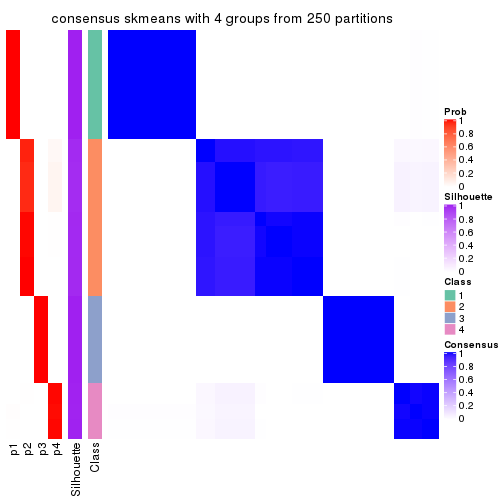 consensus skmeans with 4 groups from 250 partitions
Prob
1
0.8
0.6
0.4
0.2
0
Silhouette
1
0.8
0.6
0.4
0.2
0
Class
1
2
3
4
Consensus
1
0.8
0.6
0.4
0.2
0
p1
p2
p3
p4
Silhouette
Class